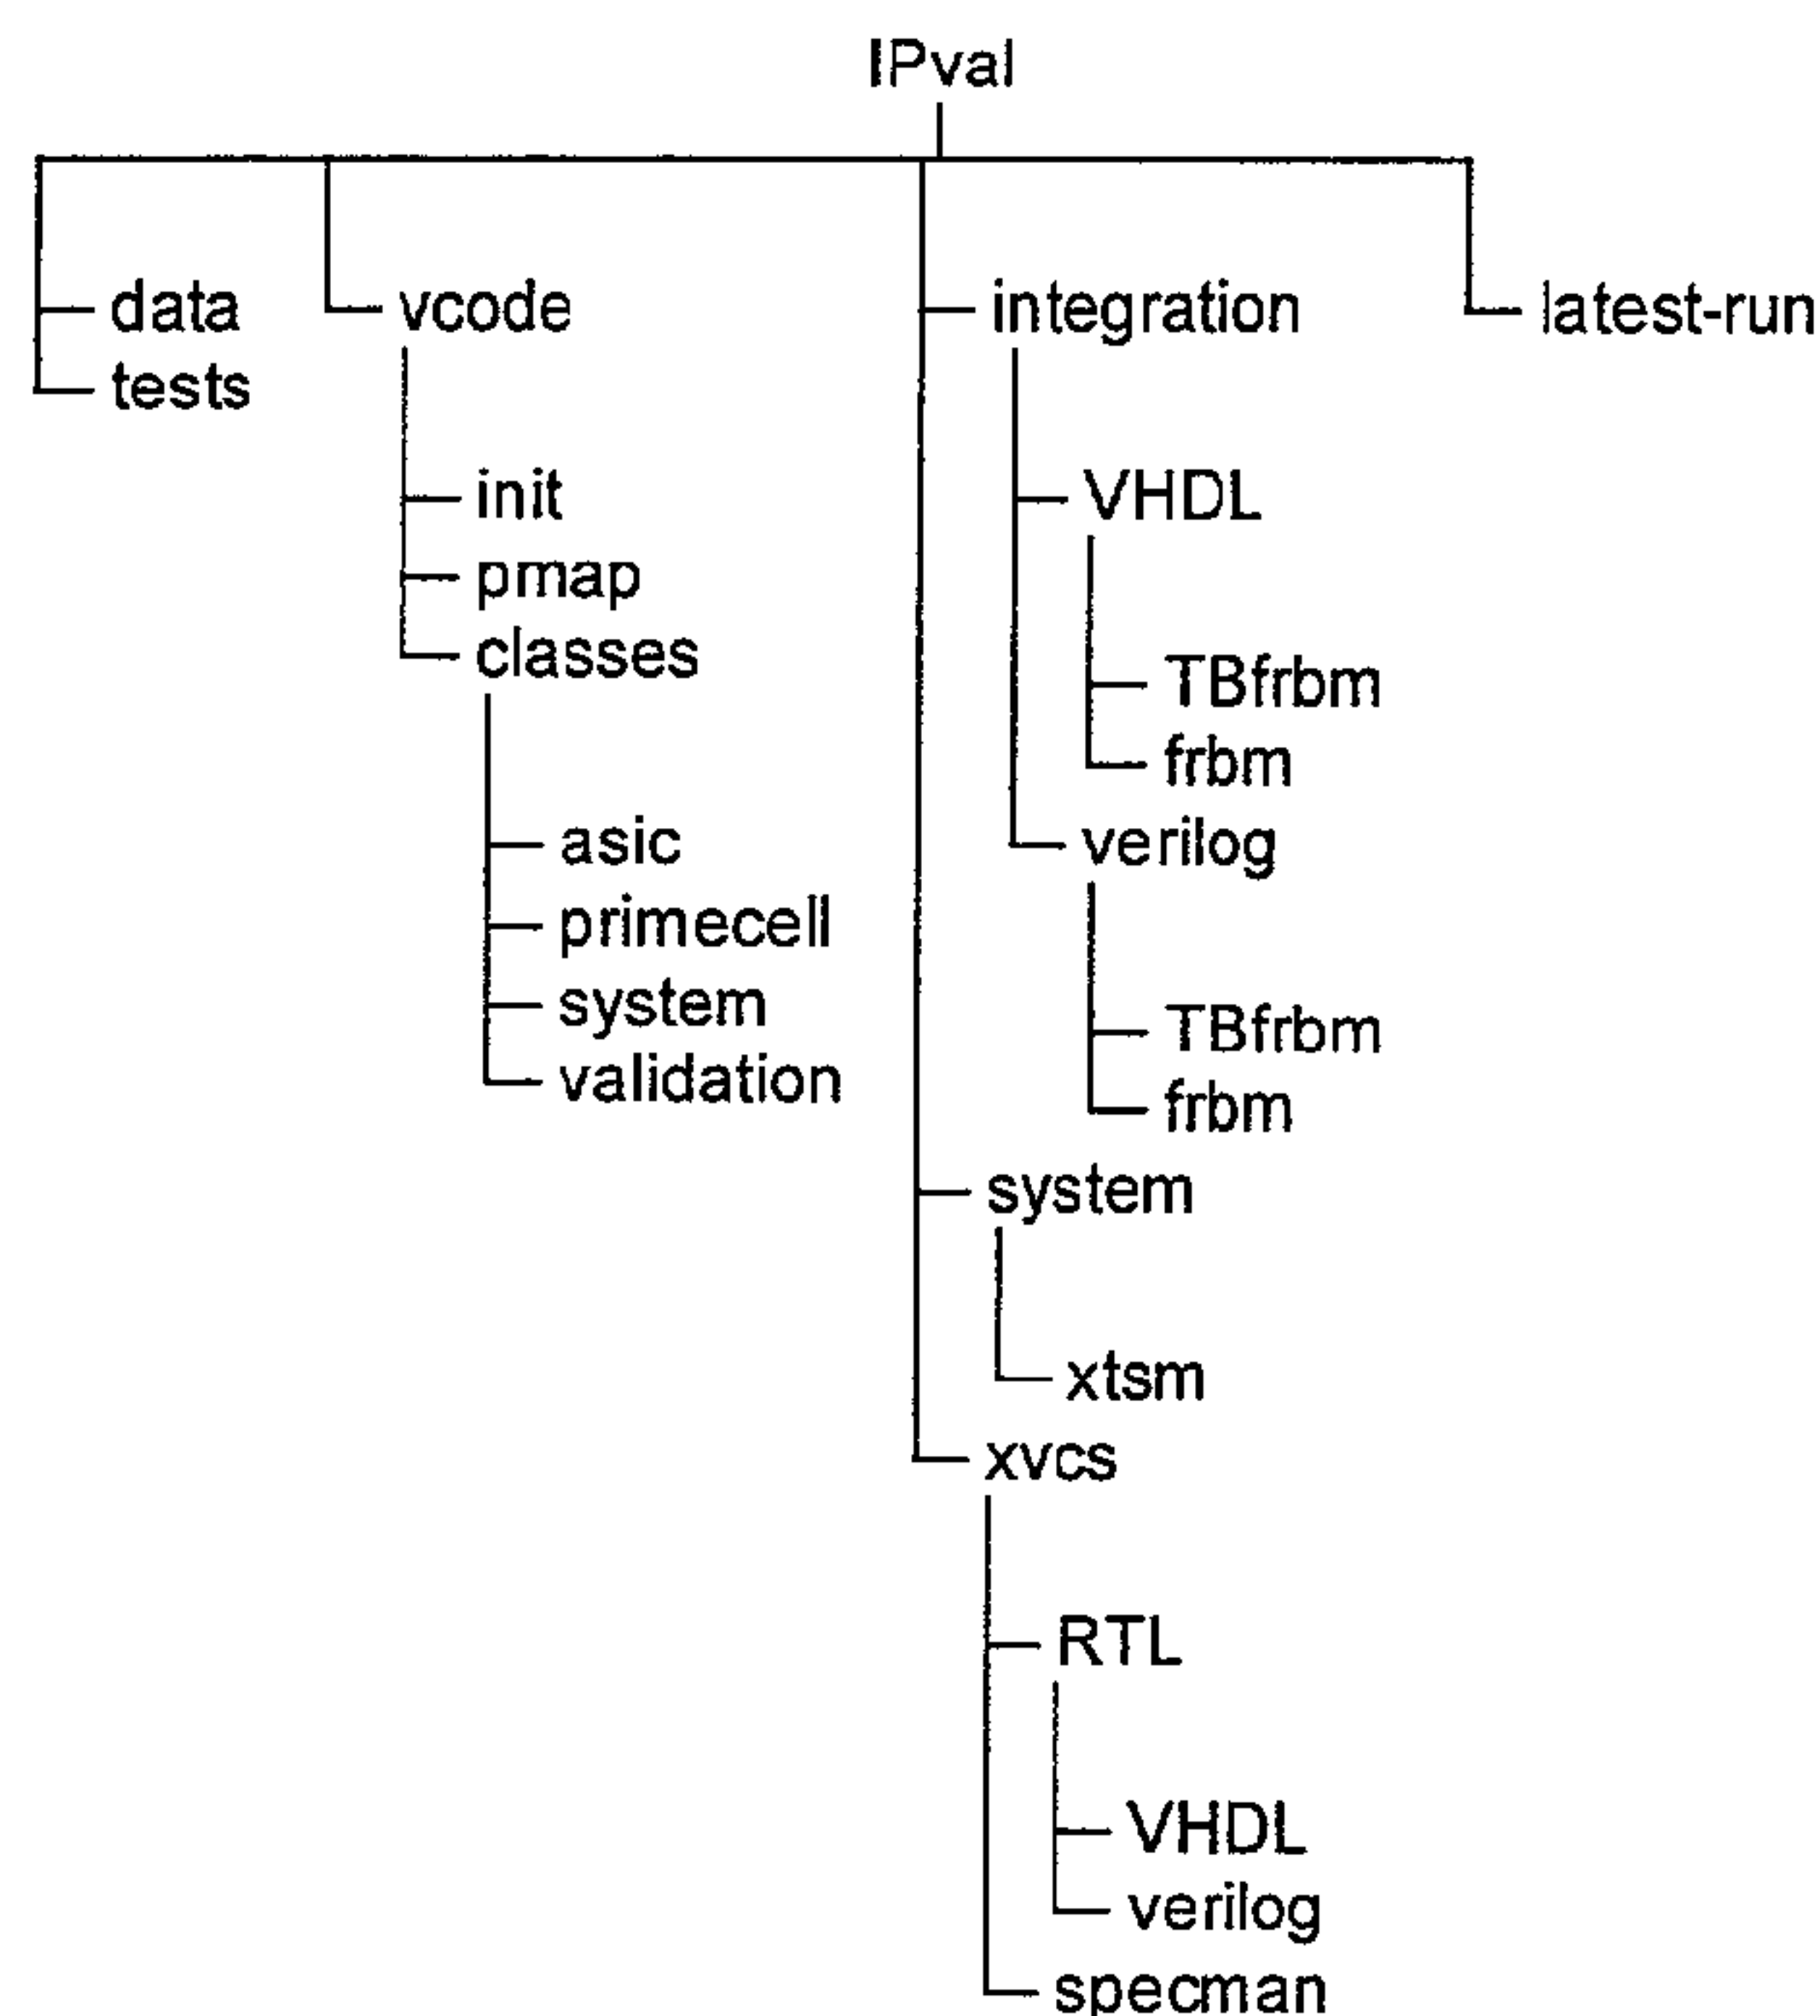 IPval
data
tests
vcode
init
pmap
classes
asic
primecell
system
validation
integration
VHDL
TBfrbm
frbm
verilog
TBfrbm
frbm
system
xtsm
xvcs
RTL
VHDL
verilog
specman
latest-run